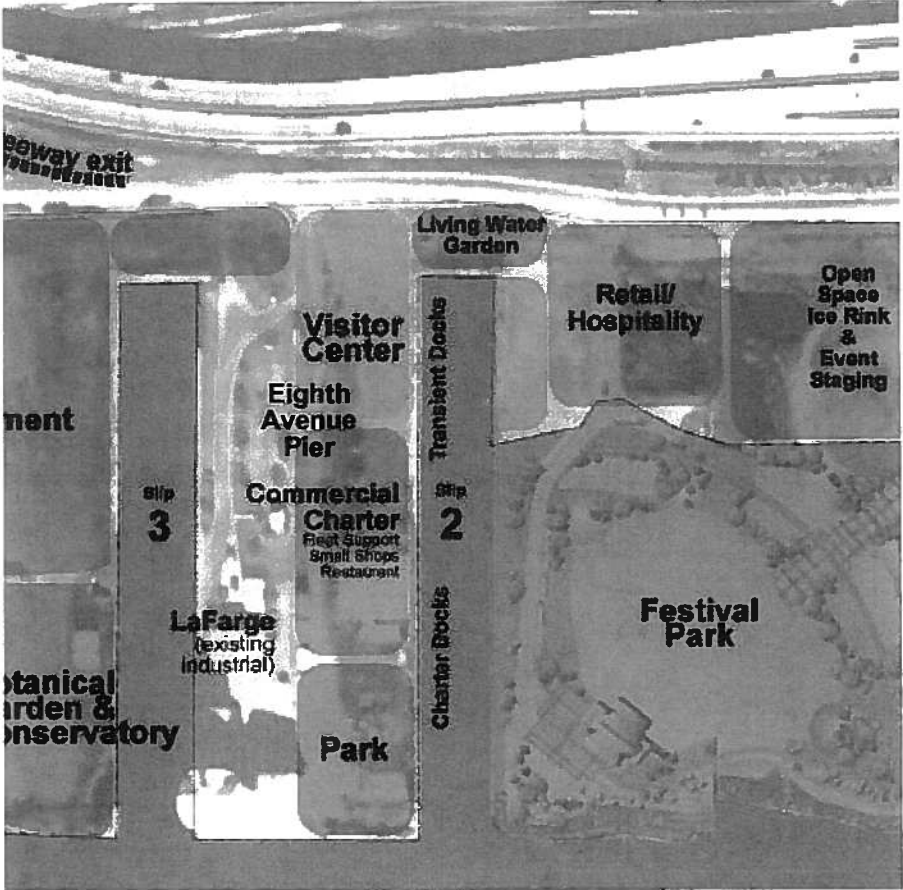 eeway exit
Living Water
Garden
Retail/
Hospitality
Open
Space
Ice Rink
&
Event
Staging
Visitor
Center
Transient Docks
Eighth
Avenue
Pier
ment
Slip
3
Commercial
Charter
Fleet Support
Small Shops
Restaurant
Slip
2
Charter Docks
LaFarge
(existing
industrial)
Festival
Park
otanical
arden &
onservatory
Park